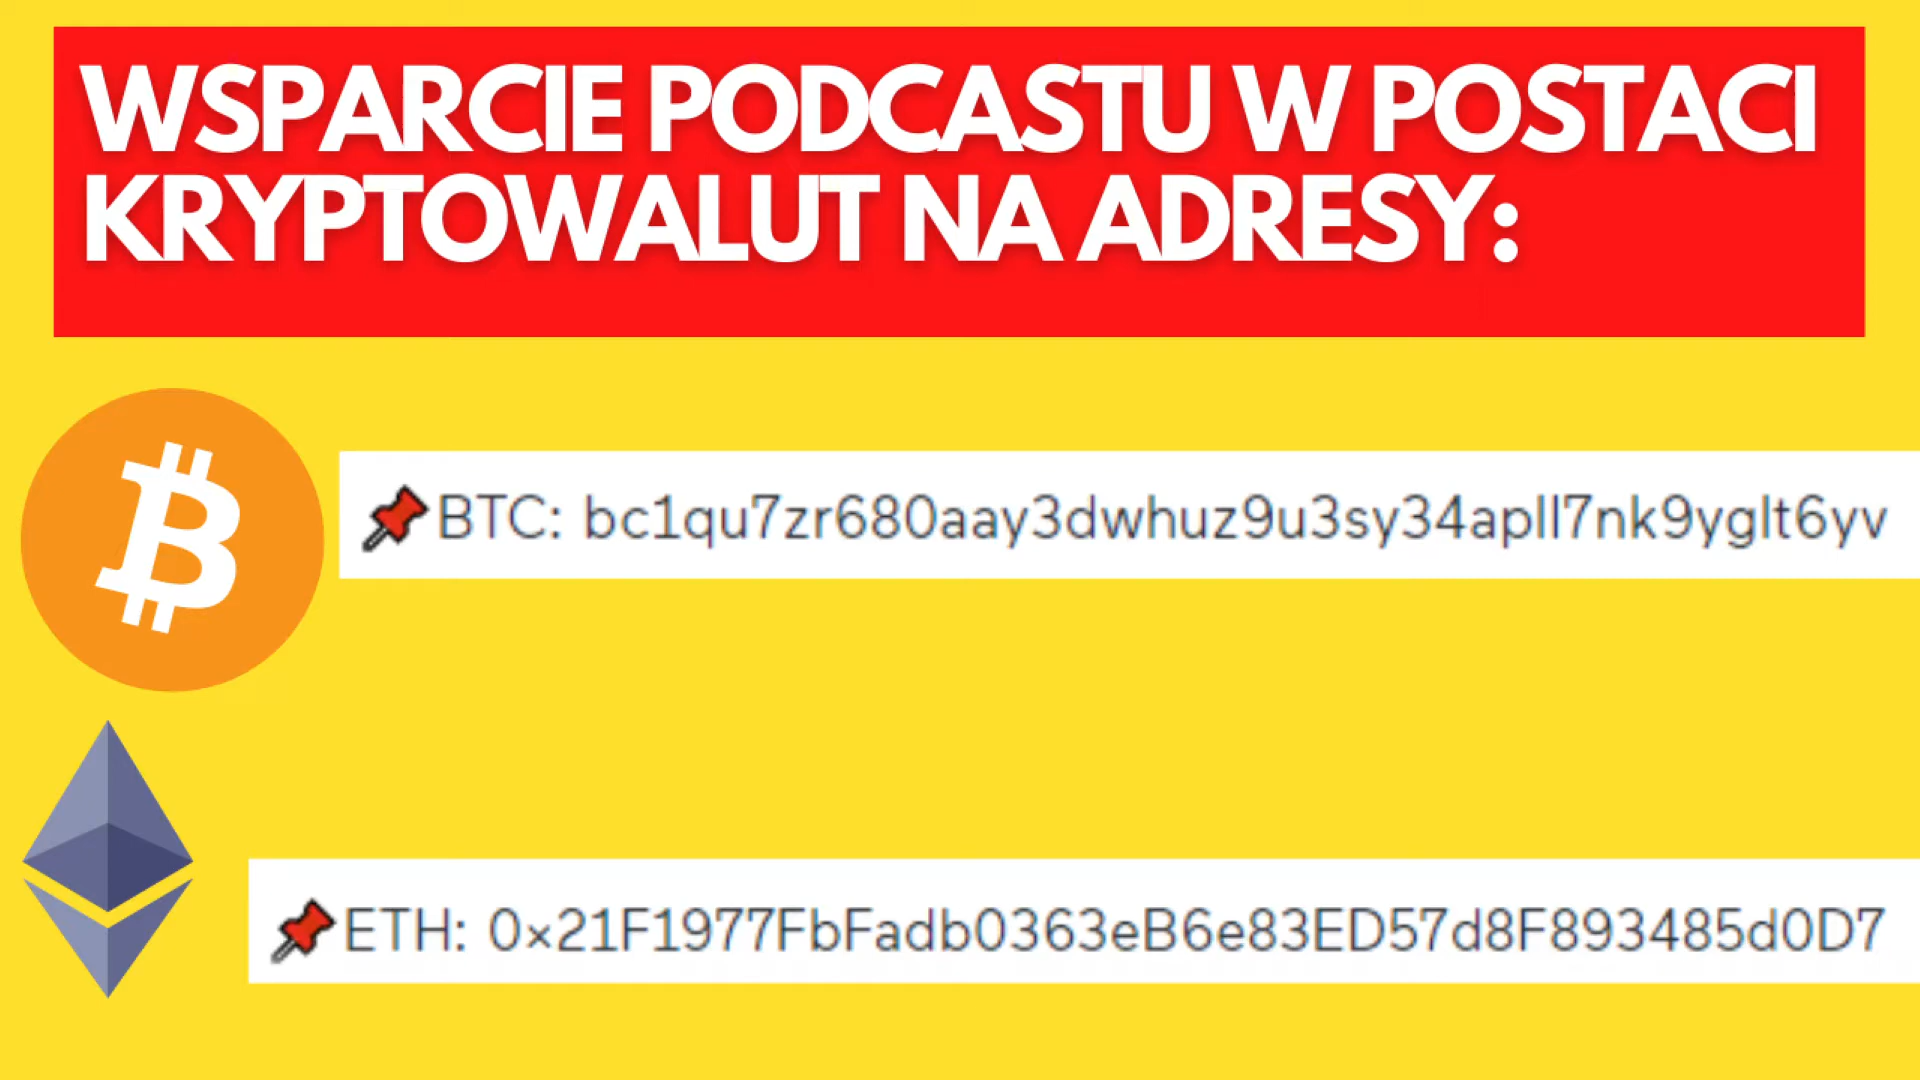 WSPARCIE PODCASTU W POSTACI
KRYPTOWALUT NA ADRESY:
BTC: bc1qu7zr680aay3dwhuz9u3sy34apll7nk9yglt6yv
ETH: 0x21F1977FbFadb0363eB6e83ED57d8F893485d0D7